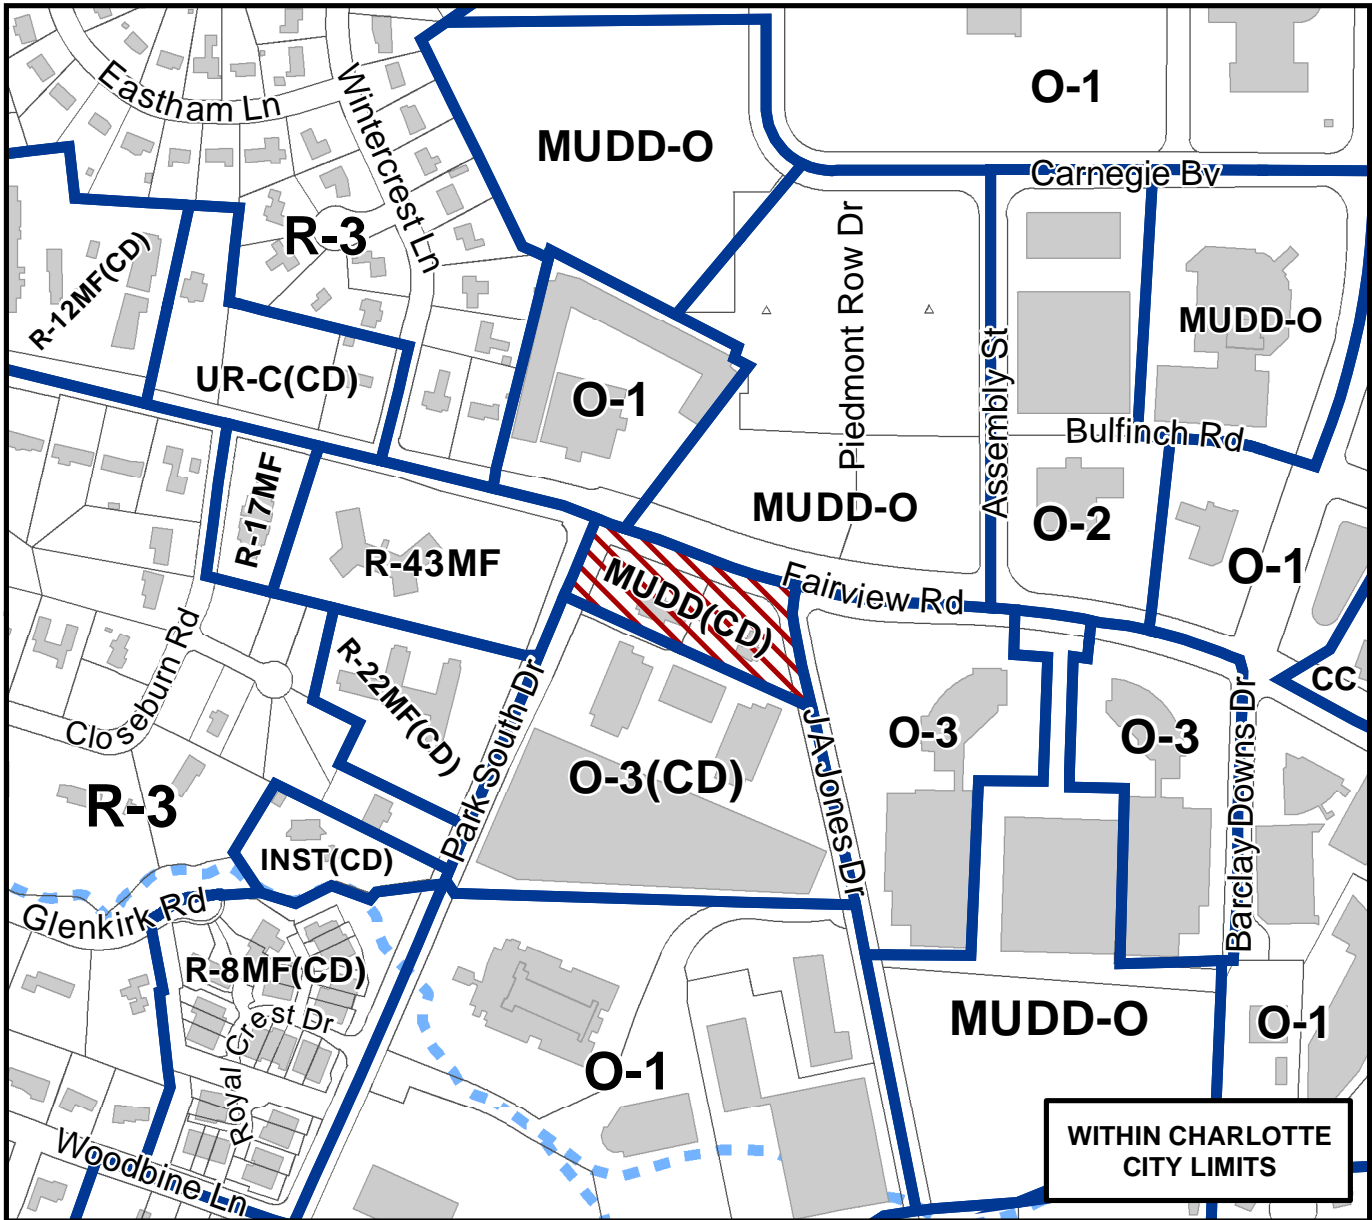 Eastham Ln
Wintercrest Ln
MUDD-O
O-1
Carnegie Bv
R-3
R-12MF(CD)
UR-C(CD)
O-1
Piedmont Row Dr
Assembly St
MUDD-O
Bulfinch Rd
R-17MF
R-43MF
MUDD-O
O-2
O-1
MUDD(CD)
Fairview Rd
Closeburn Rd
R-22MF(CD)
Park South Dr
O-3(CD)
J A Jones Dr
O-3
O-3
Barclay Downs Dr
CC
R-3
INST(CD)
Glenkirk Rd
R-8MF(CD)
Royal Crest Dr
O-1
MUDD-O
O-1
Woodbine Ln
WITHIN CHARLOTTE
CITY LIMITS